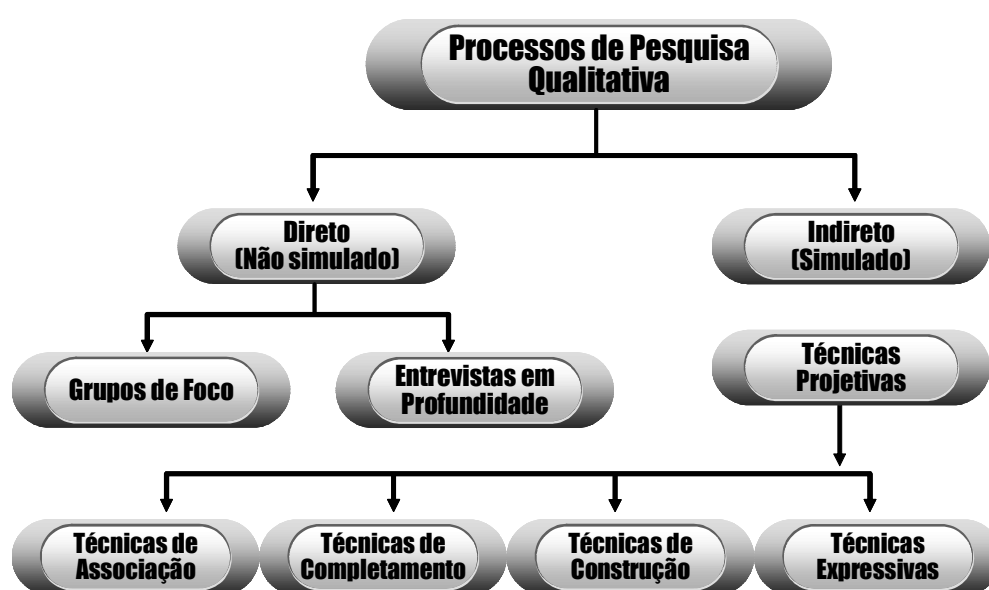 Processos de Pesquisa
Qualitativa
Direto
(Não simulado)
Indireto
(Simulado)
Grupos de Foco
Entrevistas em
Profundidade
Técnicas
Projetivas
Técnicas de
Associação
Técnicas de
Completamento
Técnicas de
Construção
Técnicas
Expressivas